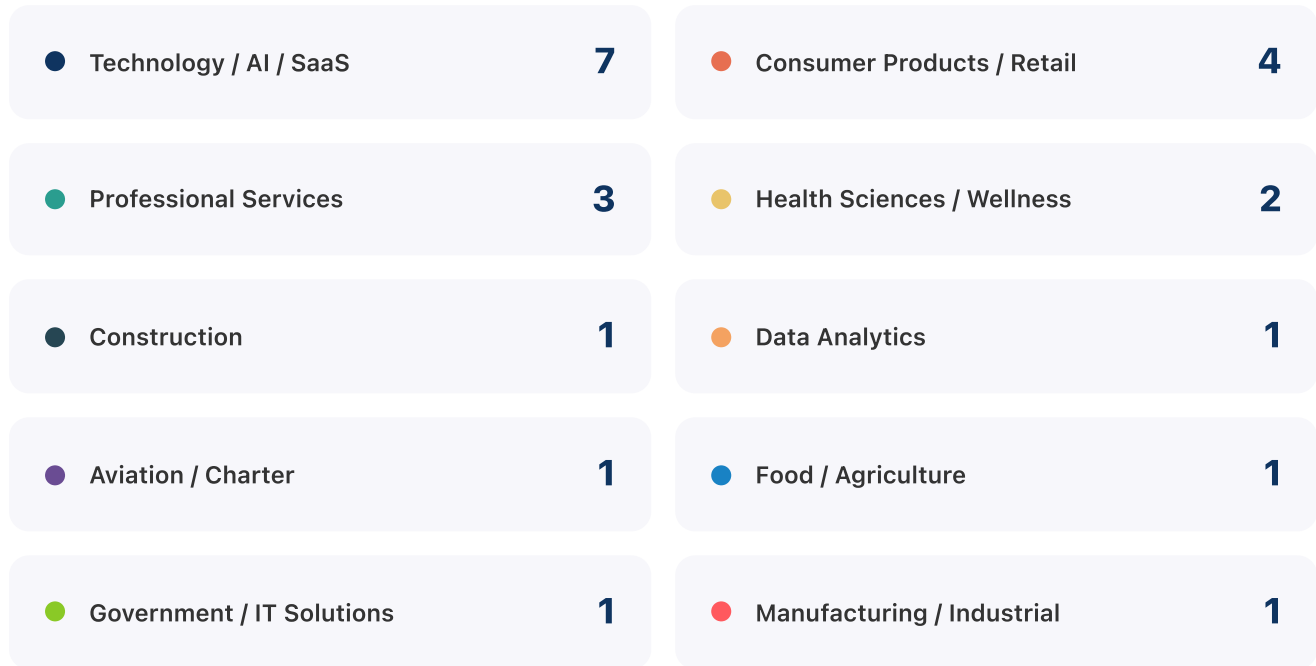 Technology / AI / SaaS 7
Consumer Products / Retail 4
Professional Services 3
Health Sciences / Wellness 2
Construction 1
Data Analytics 1
Aviation / Charter 1
Food / Agriculture 1
Government / IT Solutions 1
Manufacturing / Industrial 1